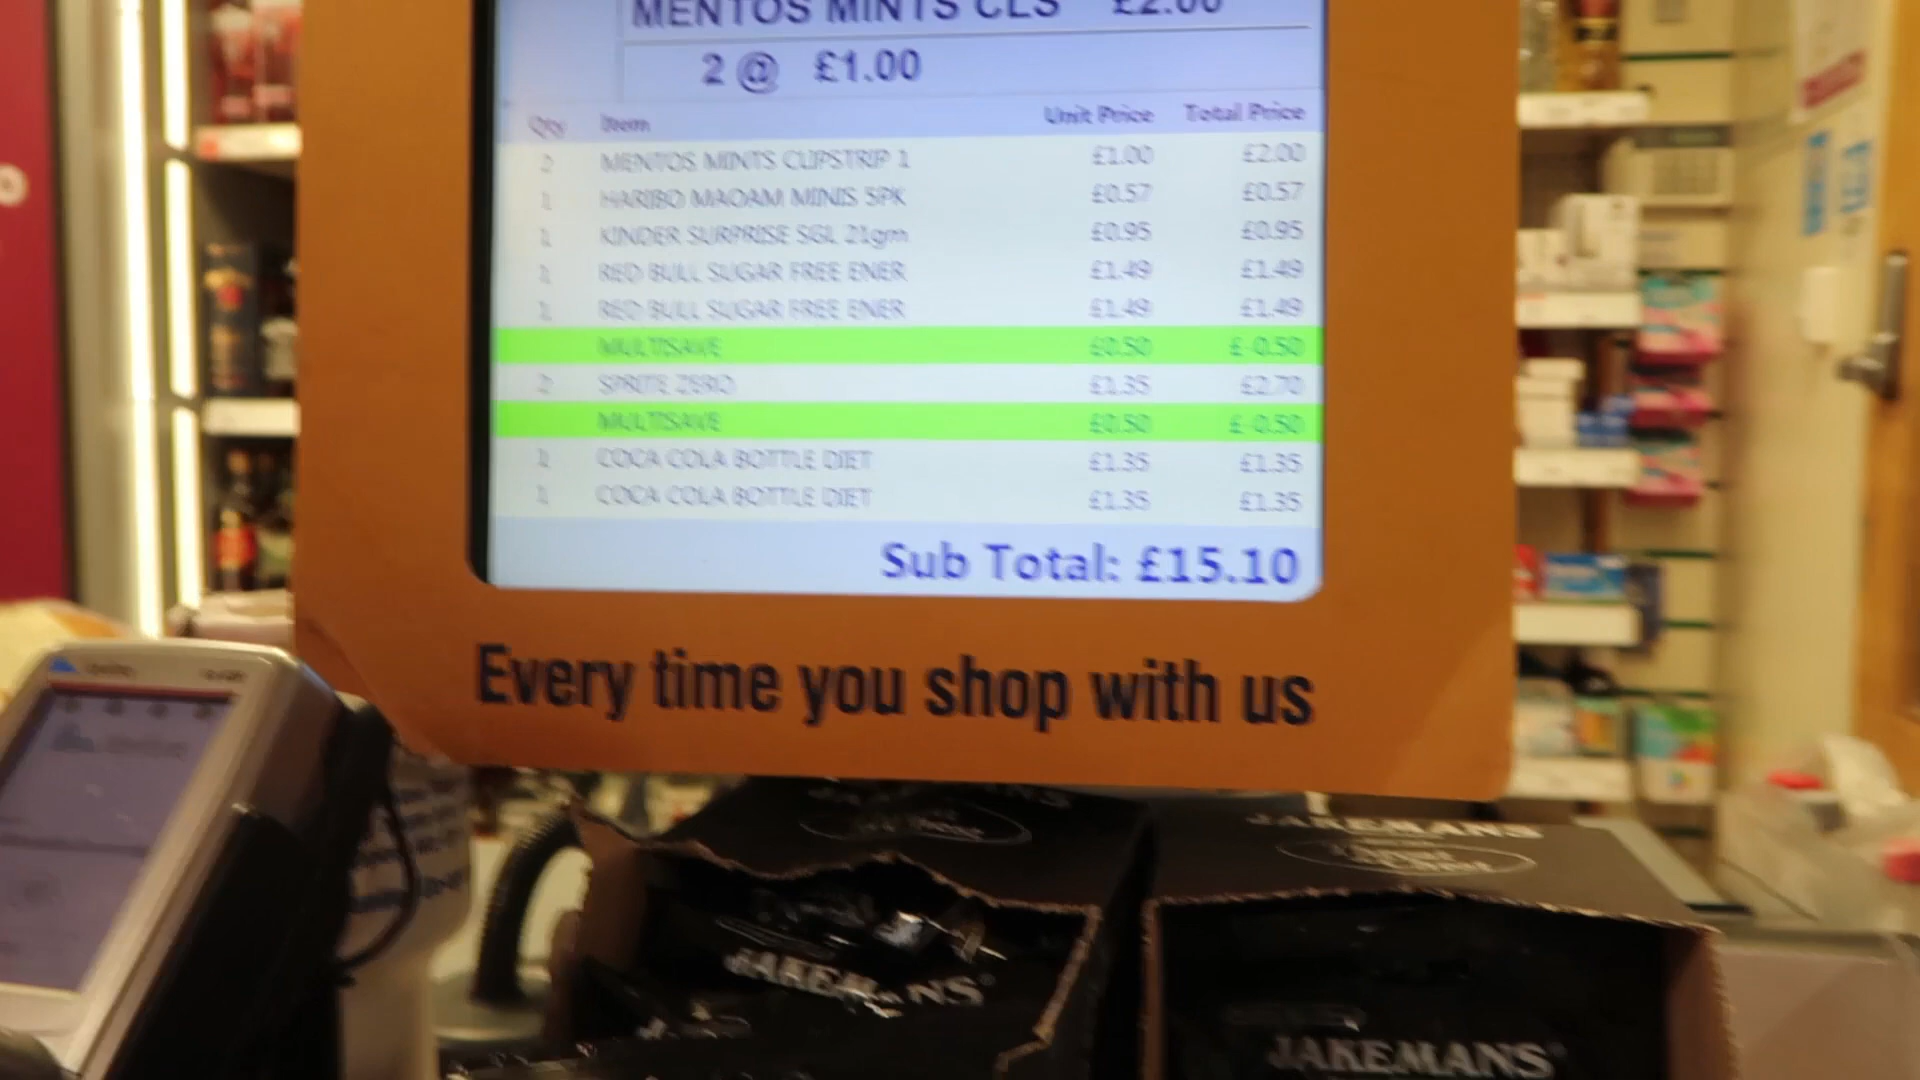 MENTOS MINTS CLS £2.00
2 @ £1.00
Qty Item Unit Price Total Price
2 MENTOS MINTS CLIPSTRIP 1 £1.00 £2.00
1 HARIBO MAOAM MINIS 5PK £0.57 £0.57
1 KINDER SURPRISE SGL 21gm £0.95 £0.95
1 RED BULL SUGAR FREE ENER £1.49 £1.49
1 RED BULL SUGAR FREE ENER £1.49 £1.49
MULTISAVE £0.50 £-0.50
2 SPRITE ZERO £1.35 £2.70
MULTISAVE £0.50 £-0.50
1 COCA COLA BOTTLE DIET £1.35 £1.35
1 COCA COLA BOTTLE DIET £1.35 £1.35
Sub Total: £15.10
Every time you shop with us
JAKEMANS
JAKEMANS
JAKEMANS